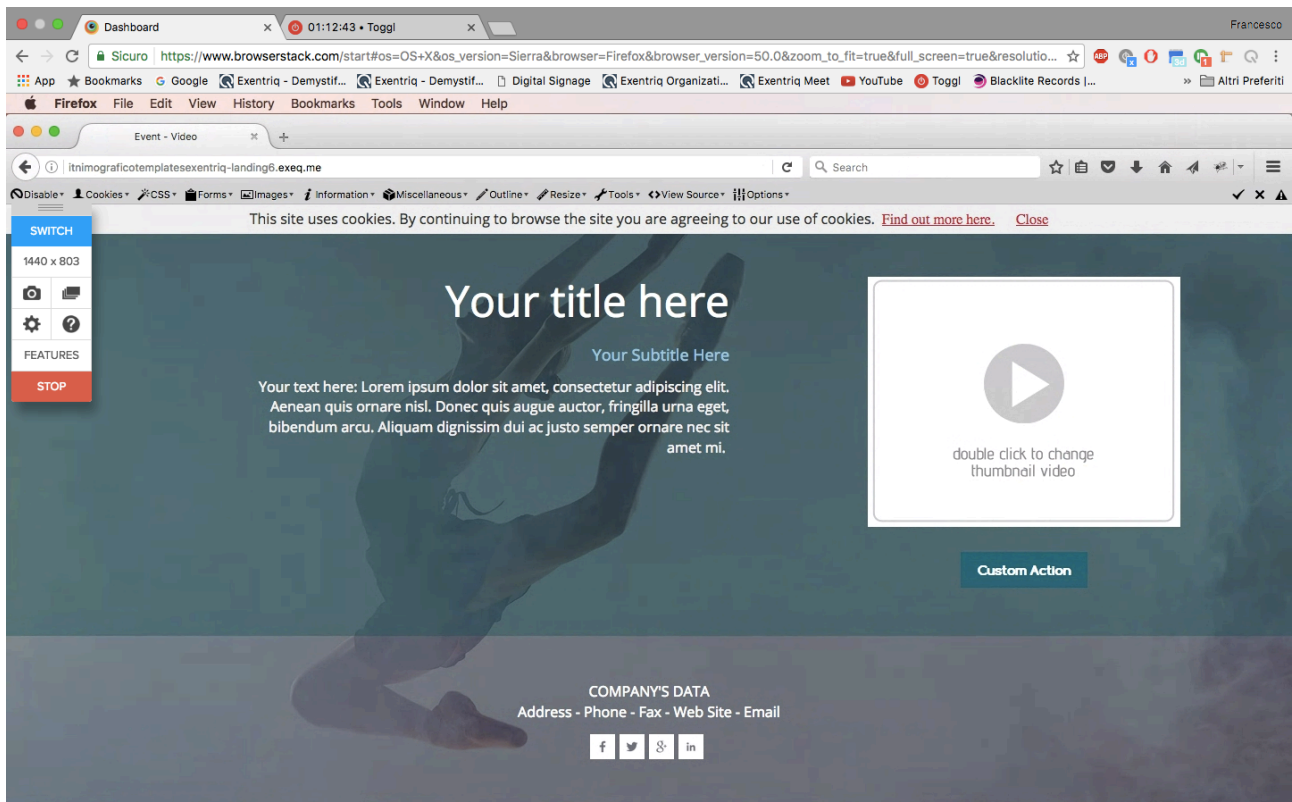 Dashboard
01:12:43 • Toggl
Francesco
Sicuro
https://www.browserstack.com/start#os=OS+X&os_version=Sierra&browser=Firefox&browser_version=50.0&zoom_to_fit=true&full_screen=true&resolutio...
App Bookmarks Google Exentriq - Demystif... Exentriq - Demystif... Digital Signage Exentriq Organizati... Exentriq Meet YouTube Toggl Blacklite Records |... » Altri Preferiti
Firefox File Edit View History Bookmarks Tools Window Help
Event - Video
itnimograficotemplatesexentriq-landing6.exeq.me
Search
Disable Cookies CSS Forms Images Information Miscellaneous Outline Resize Tools View Source Options
This site uses cookies. By continuing to browse the site you are agreeing to our use of cookies. Find out more here. Close
SWITCH
1440 x 803
FEATURES
STOP
Your title here
Your Subtitle Here
Your text here: Lorem ipsum dolor sit amet, consectetur adipiscing elit.
Aenean quis ornare nisl. Donec quis augue auctor, fringilla urna eget,
bibendum arcu. Aliquam dignissim dui ac justo semper ornare nec sit
amet mi.
double click to change
thumbnail video
Custom Action
COMPANY'S DATA
Address - Phone - Fax - Web Site - Email